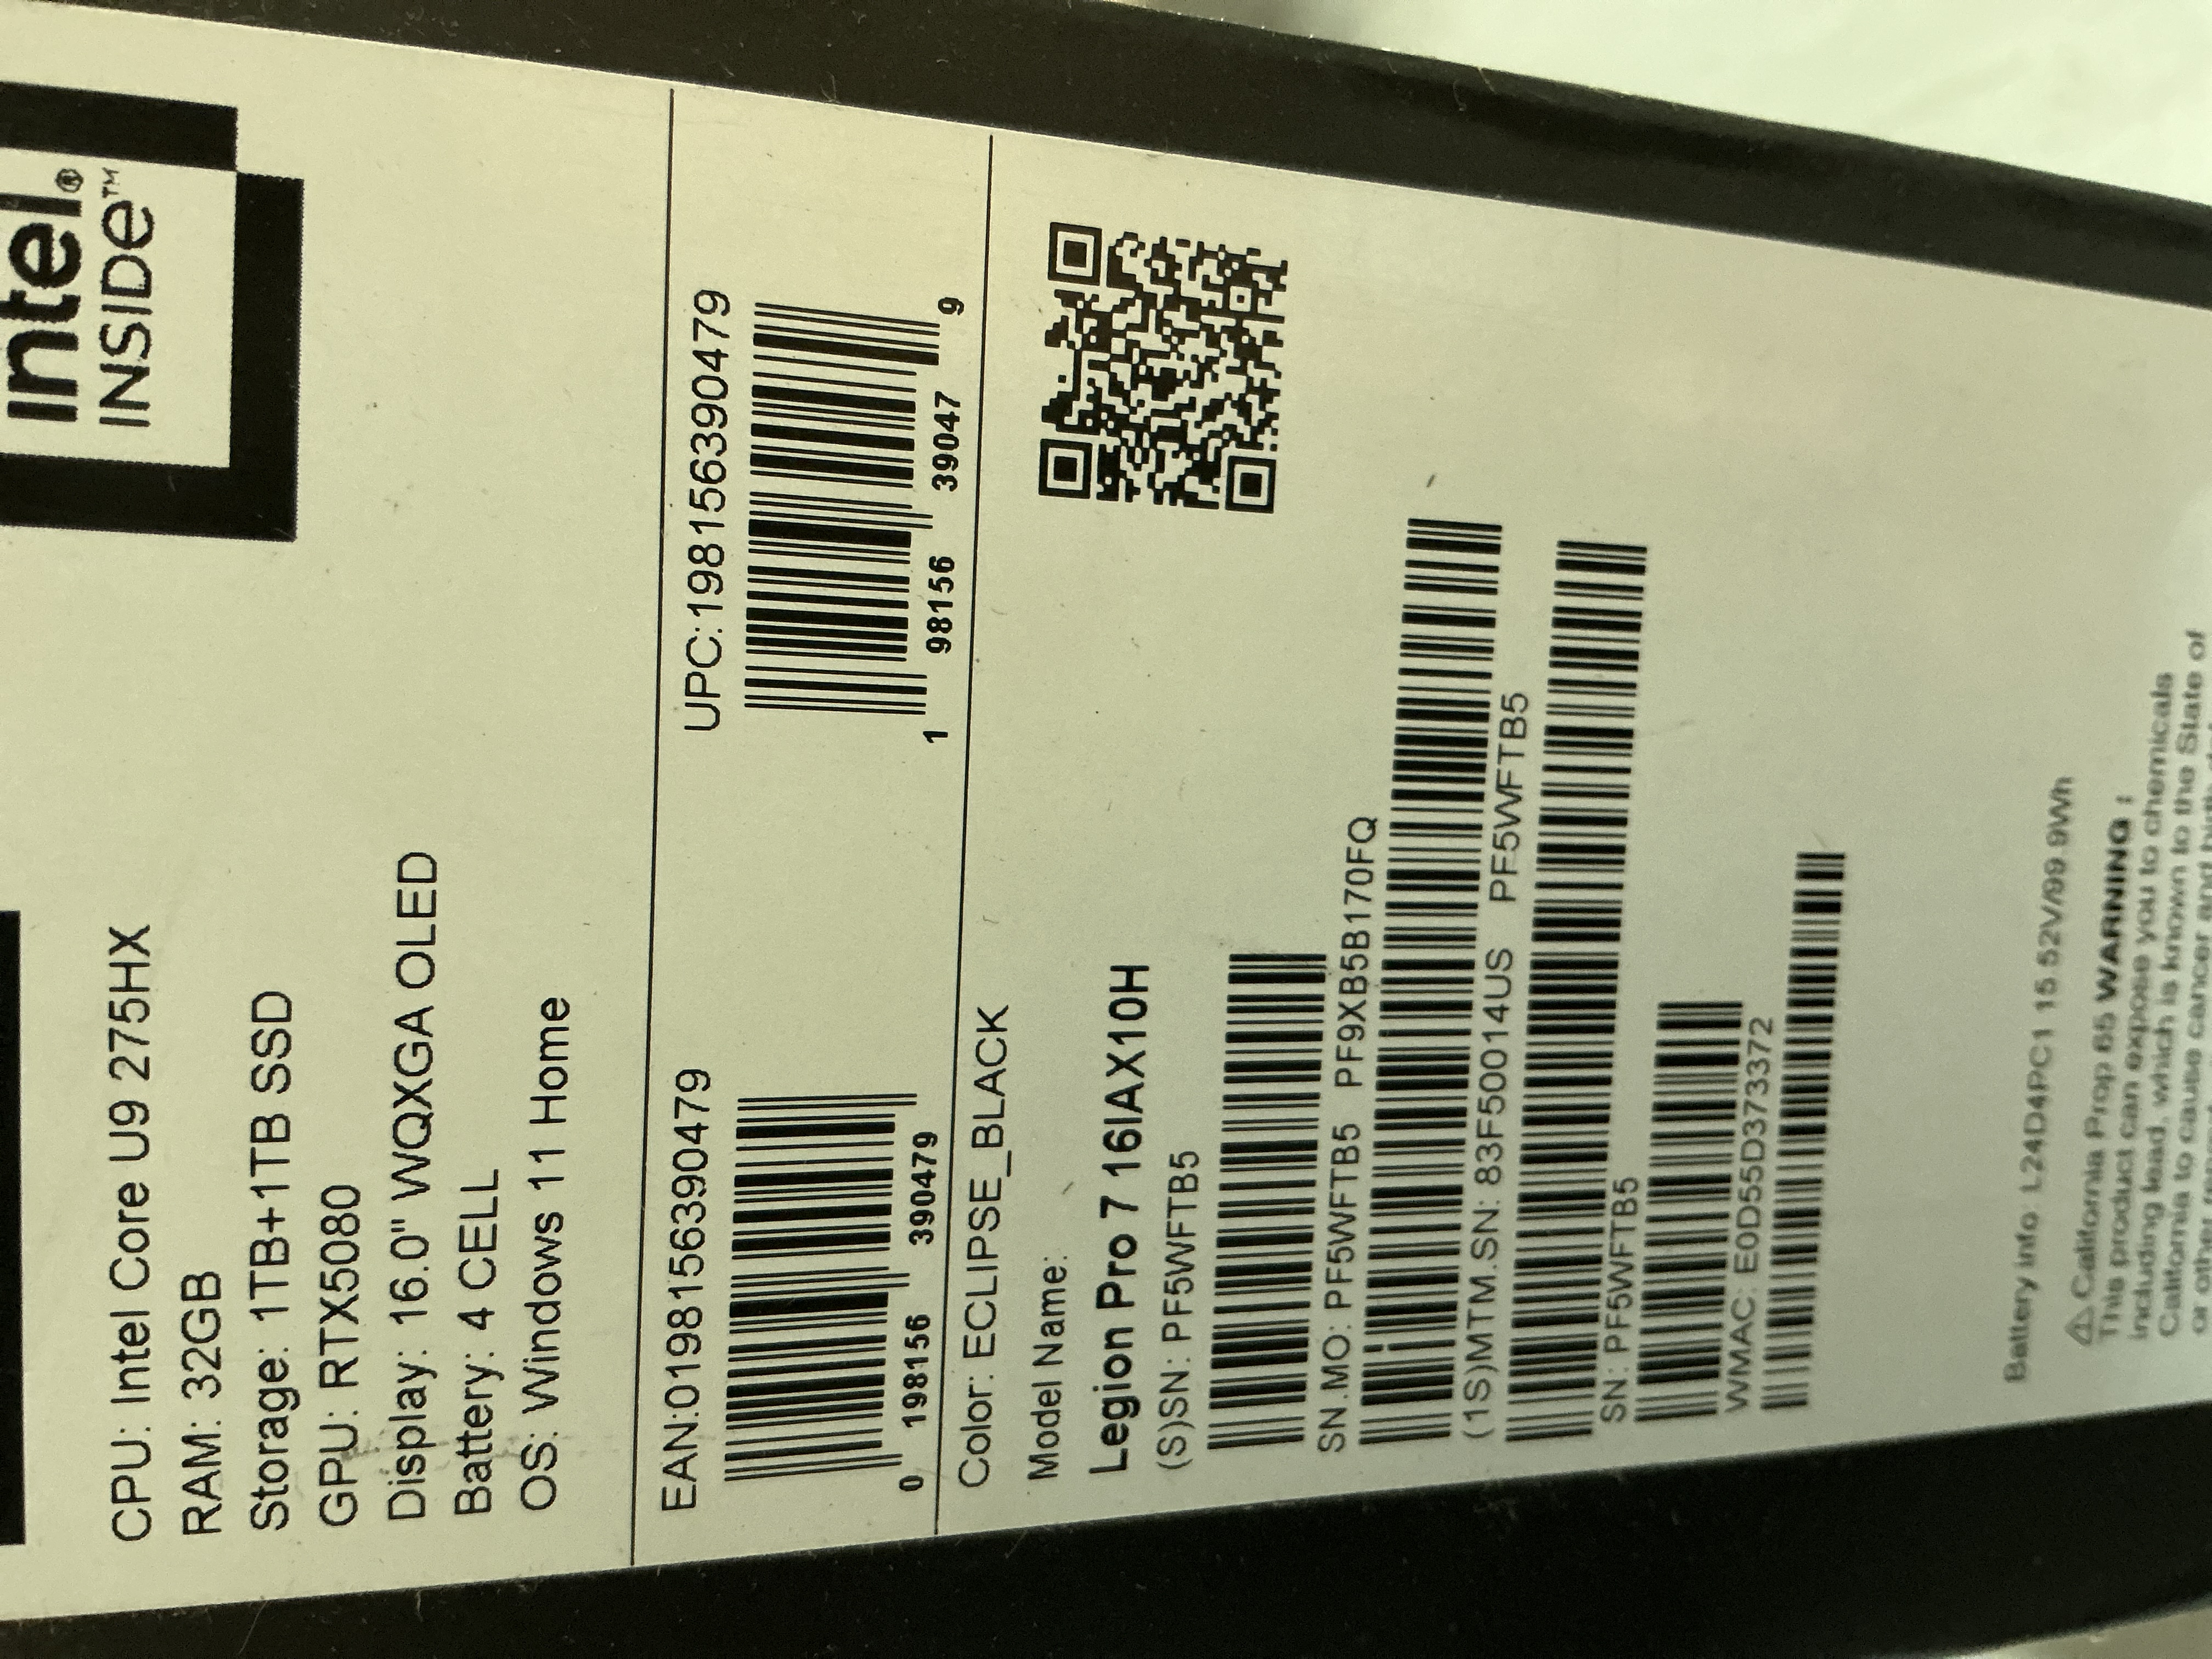 intel®
INSIDE™
CPU: Intel Core U9 275HX
RAM: 32GB
Storage: 1TB+1TB SSD
GPU: RTX5080
Display: 16.0" WQXGA OLED
Battery: 4 CELL
OS: Windows 11 Home
EAN:0198156390479
0 198156 390479
UPC:198156390479
1 98156 39047 9
Color: ECLIPSE_BLACK
Model Name:
Legion Pro 7 16IAX10H
(S)SN: PF5WFTB5
SN.MO: PF5WFTB5 PF9XB5B170FQ
(1S)MTM.SN: 83F50014US PF5WFTB5
SN: PF5WFTB5
WMAC: E0D55D373372
Battery info L24D4PC1 15.52V/99.9Wh
⚠California Prop 65 WARNING :
This product can expose you to chemicals
including lead, which is known to the State of
California to cause cancer and birth
or other